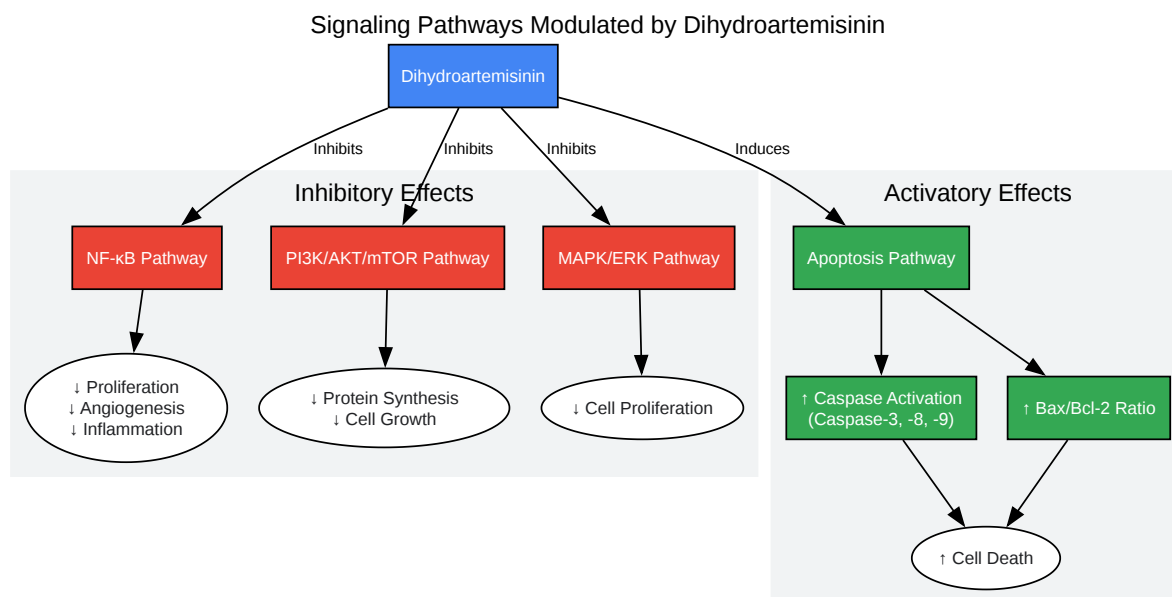 Signaling Pathways Modulated by Dihydroartemisinin
Dihydroartemisinin
Inhibits
Inhibits
Inhibits
Induces
Inhibitory Effects
Activatory Effects
NF-κB Pathway
PI3K/AKT/mTOR Pathway
MAPK/ERK Pathway
Apoptosis Pathway
↓ Proliferation
↓ Angiogenesis
↓ Inflammation
↓ Protein Synthesis
↓ Cell Growth
↓ Cell Proliferation
↑ Caspase Activation
(Caspase-3, -8, -9)
↑ Bax/Bcl-2 Ratio
↑ Cell Death